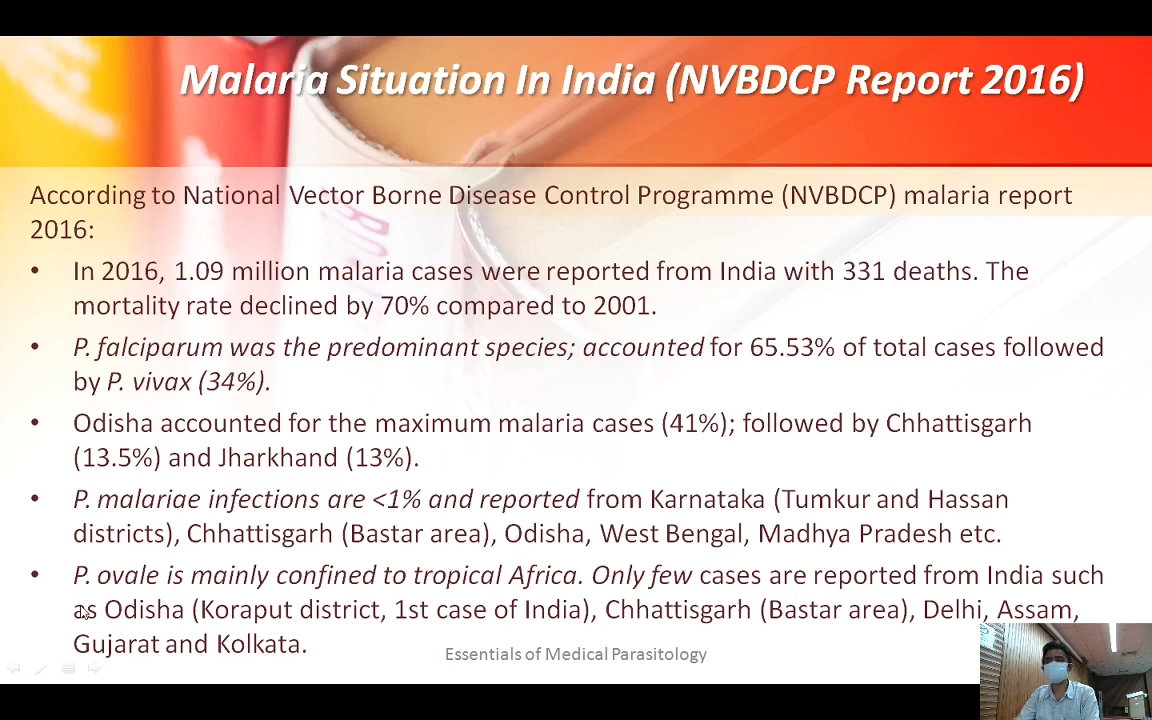 Malaria Situation In India (NVBDCP Report 2016)
According to National Vector Borne Disease Control Programme (NVBDCP) malaria report
2016:
• In 2016, 1.09 million malaria cases were reported from India with 331 deaths. The
mortality rate declined by 70% compared to 2001.
• P. falciparum was the predominant species; accounted for 65.53% of total cases followed
by P. vivax (34%).
• Odisha accounted for the maximum malaria cases (41%); followed by Chhattisgarh
(13.5%) and Jharkhand (13%).
• P. malariae infections are <1% and reported from Karnataka (Tumkur and Hassan
districts), Chhattisgarh (Bastar area), Odisha, West Bengal, Madhya Pradesh etc.
• P. ovale is mainly confined to tropical Africa. Only few cases are reported from India such
as Odisha (Koraput district, 1st case of India), Chhattisgarh (Bastar area), Delhi, Assam,
Gujarat and Kolkata.
Essentials of Medical Parasitology